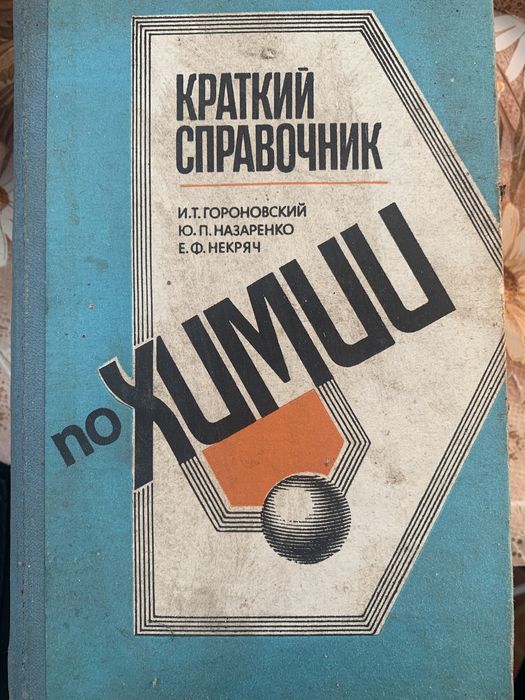 КРАТКИЙ
СПРАВОЧНИК
И.Т. ГОРОНОВСКИЙ
Ю. П. НАЗАРЕНКО
Е. Ф. НЕКРЯЧ
по ХИМИИ